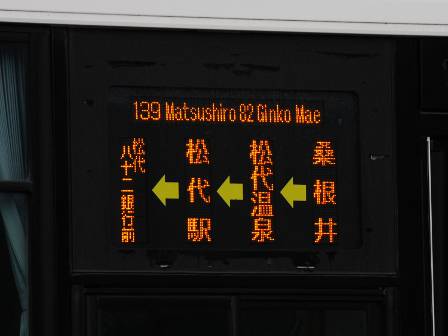 139 Matsushiro 82 Ginko Mae
桑根井
松代温泉
松代駅
松代
八十二銀行前